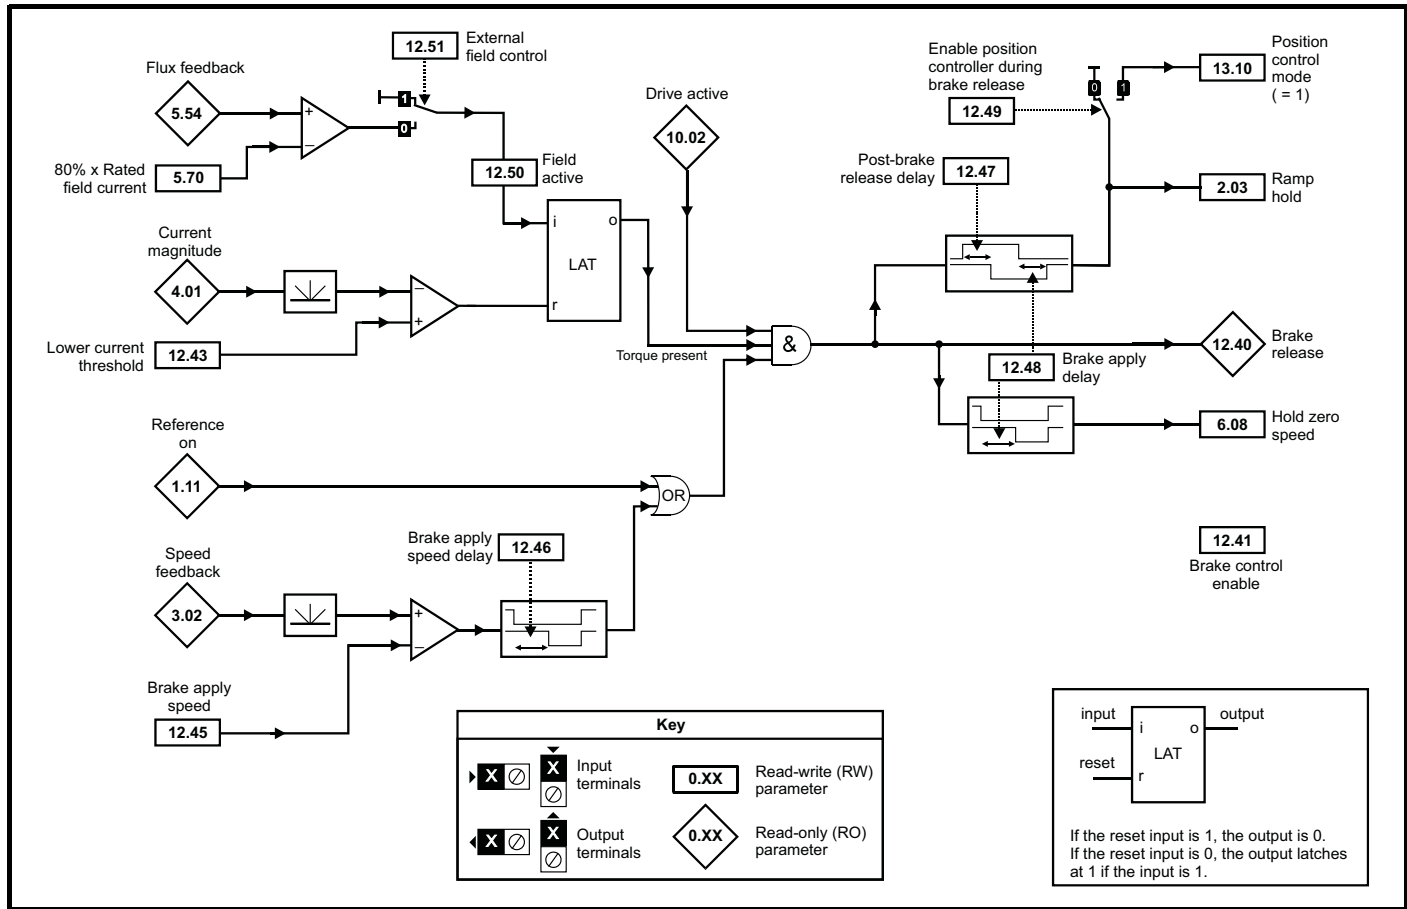 12.51
External
field control
Flux feedback
5.54
+
–
1
0
80% x Rated
field current
5.70
12.50
Field
active
Drive active
10.02
Enable position
controller during
brake release
12.49
0
1
13.10
Position
control
mode
( = 1)
Post-brake
release delay
12.47
2.03
Ramp
hold
Current
magnitude
4.01
–
+
Lower current
threshold
12.43
i
o
LAT
r
Torque present
&
12.40
Brake
release
12.48
Brake apply
delay
6.08
Hold zero
speed
Reference
on
1.11
OR
Brake apply
speed delay
12.46
Speed
feedback
3.02
+
–
Brake apply
speed
12.45
12.41
Brake control
enable
Key
X
X
Input
terminals
0.XX
Read-write (RW)
parameter
X
X
Output
terminals
0.XX
Read-only (RO)
parameter
input
i
o
output
LAT
reset
r
If the reset input is 1, the output is 0.
If the reset input is 0, the output latches
at 1 if the input is 1.